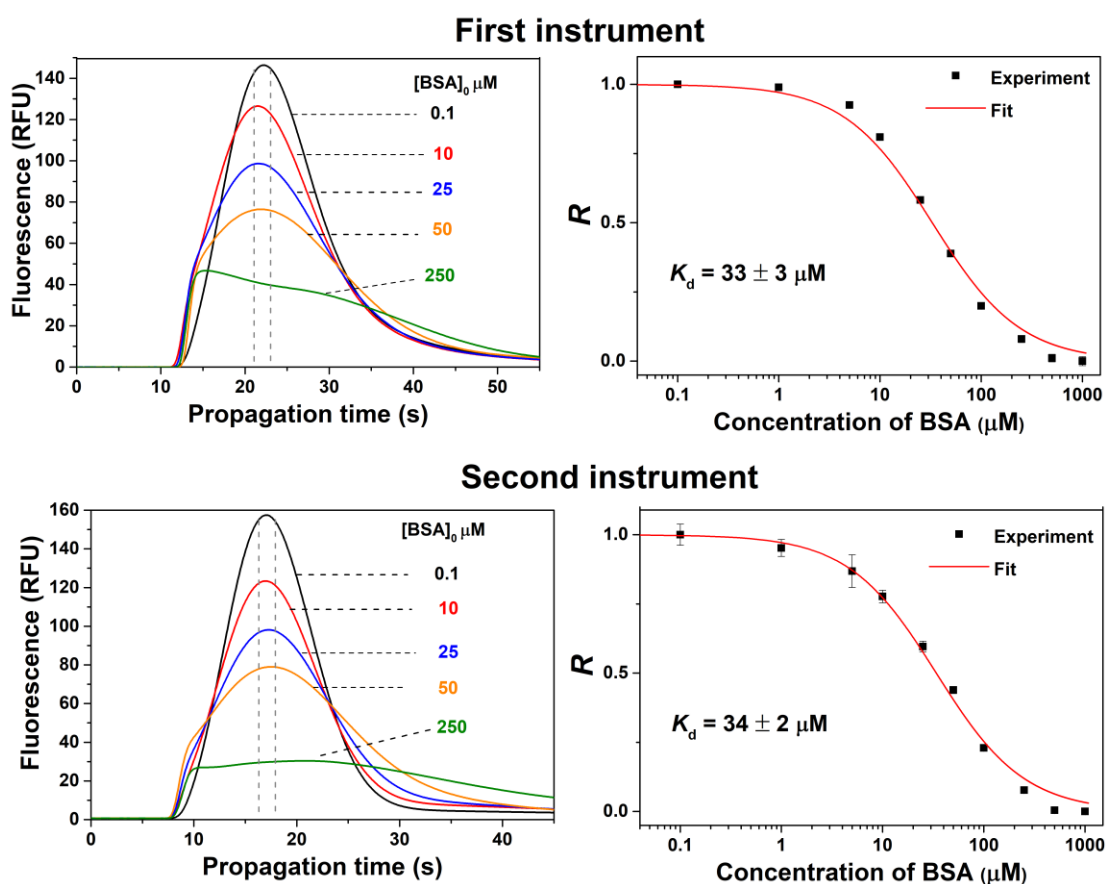 First instrument
Fluorescence (RFU)
140
120
100
80
60
40
20
0
[BSA]₀ μM
0.1
10
25
50
250
0 10 20 30 40 50
Propagation time (s)
R
1.0
0.5
0.0
Experiment
Fit
K_d = 33 ± 3 μM
0.1 1 10 100 1000
Concentration of BSA (μM)
Second instrument
Fluorescence (RFU)
160
140
120
100
80
60
40
20
0
[BSA]₀ μM
0.1
10
25
50
250
0 10 20 30 40
Propagation time (s)
R
1.0
0.5
0.0
Experiment
Fit
K_d = 34 ± 2 μM
0.1 1 10 100 1000
Concentration of BSA (μM)